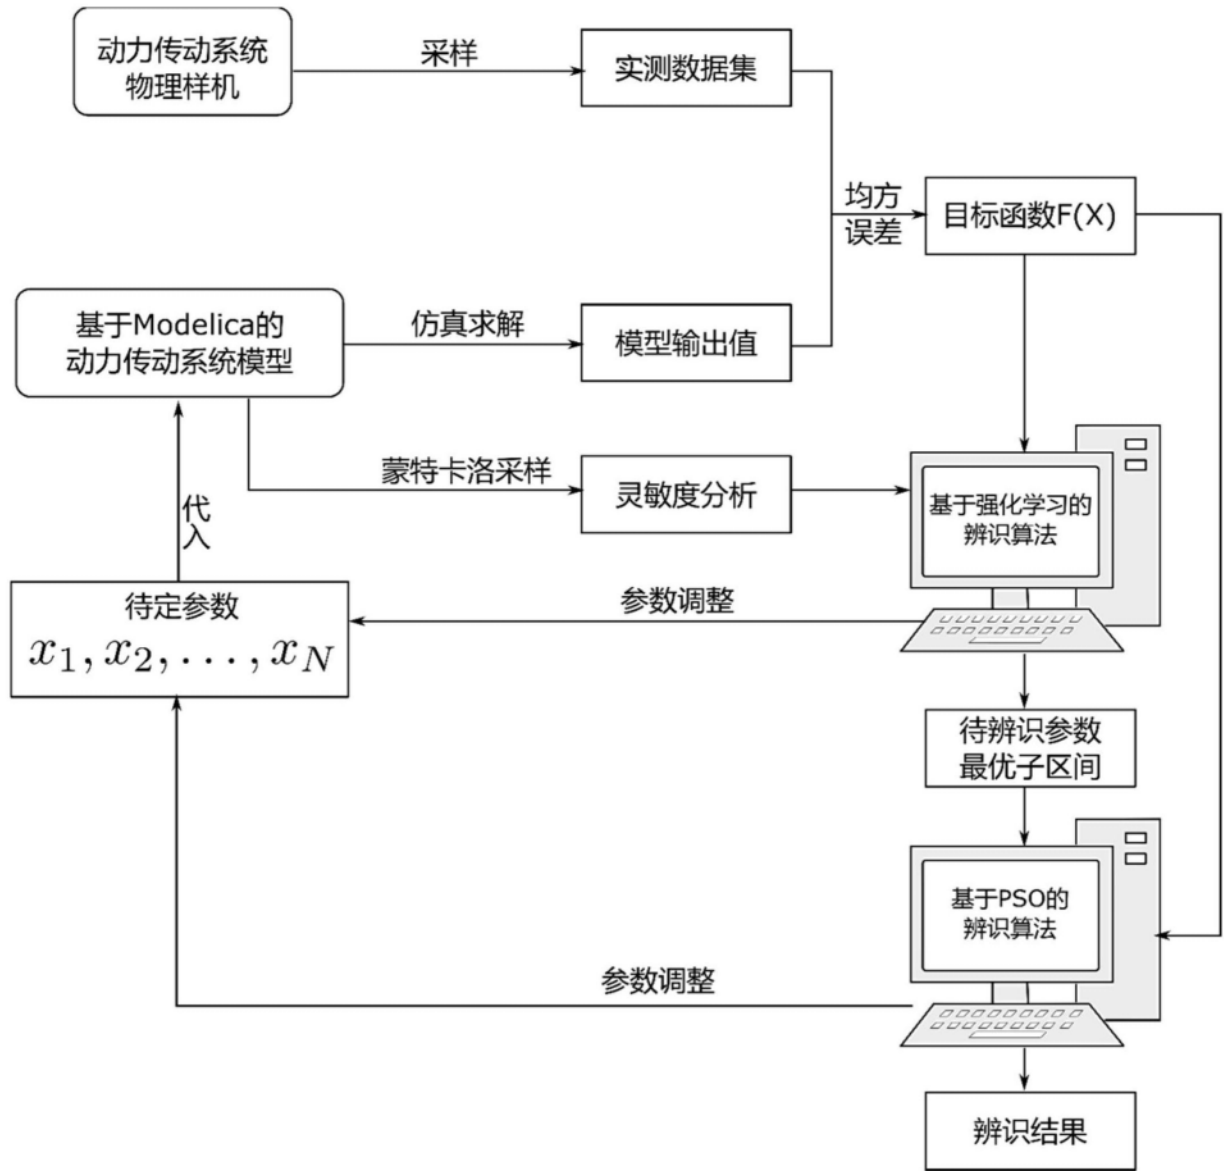 动力传动系统
物理样机
采样
实测数据集
均方
误差
目标函数F(X)
基于Modelica的
动力传动系统模型
仿真求解
模型输出值
蒙特卡洛采样
灵敏度分析
基于强化学习的
辨识算法
代
入
参数调整
待定参数
x₁, x₂, . . . , x_N
待辨识参数
最优子区间
基于PSO的
辨识算法
参数调整
辨识结果